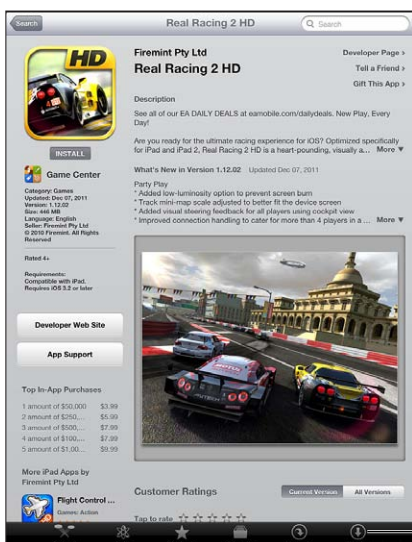 Search
Real Racing 2 HD
Search
HD
INSTALL
Game Center
Category: Games
Updated: Dec 07, 2011
Version: 1.12.02
Size: 446 MB
Language: English
Seller: Firemint Pty Ltd
© 2010 Firemint. All Rights
Reserved
Rated 4+
Requirements:
Compatible with iPad.
Requires iOS 3.2 or later
Developer Web Site
App Support
Top In-App Purchases
1 amount of $50,000 $3.99
2 amount of $250,... $5.99
3 amount of $500,... $7.99
4 amount of $100,... $7.99
5 amount of $1,00... $9.99
More iPad Apps by
Firemint Pty Ltd
Flight Control ...
Games: Action
Firemint Pty Ltd
Real Racing 2 HD
Developer Page ›
Tell a Friend ›
Gift This App ›
Description
See all of our EA DAILY DEALS at eamobile.com/dailydeals. New Play, Every
Day!
Are you ready for the ultimate racing experience for iOS? Optimized specifically
for iPad and iPad 2, Real Racing 2 HD is a heart-pounding, visually a... More ▼
What's New in Version 1.12.02 Updated Dec 07, 2011
Party Play
* Added low-luminosity option to prevent screen burn
* Track mini-map scale adjusted to better fit the device screen
* Added visual steering feedback for all players using cockpit view
* Improved connection handling to cater for more than 4 players in a ... More ▼
Customer Ratings
Current Version All Versions
Tap to rate